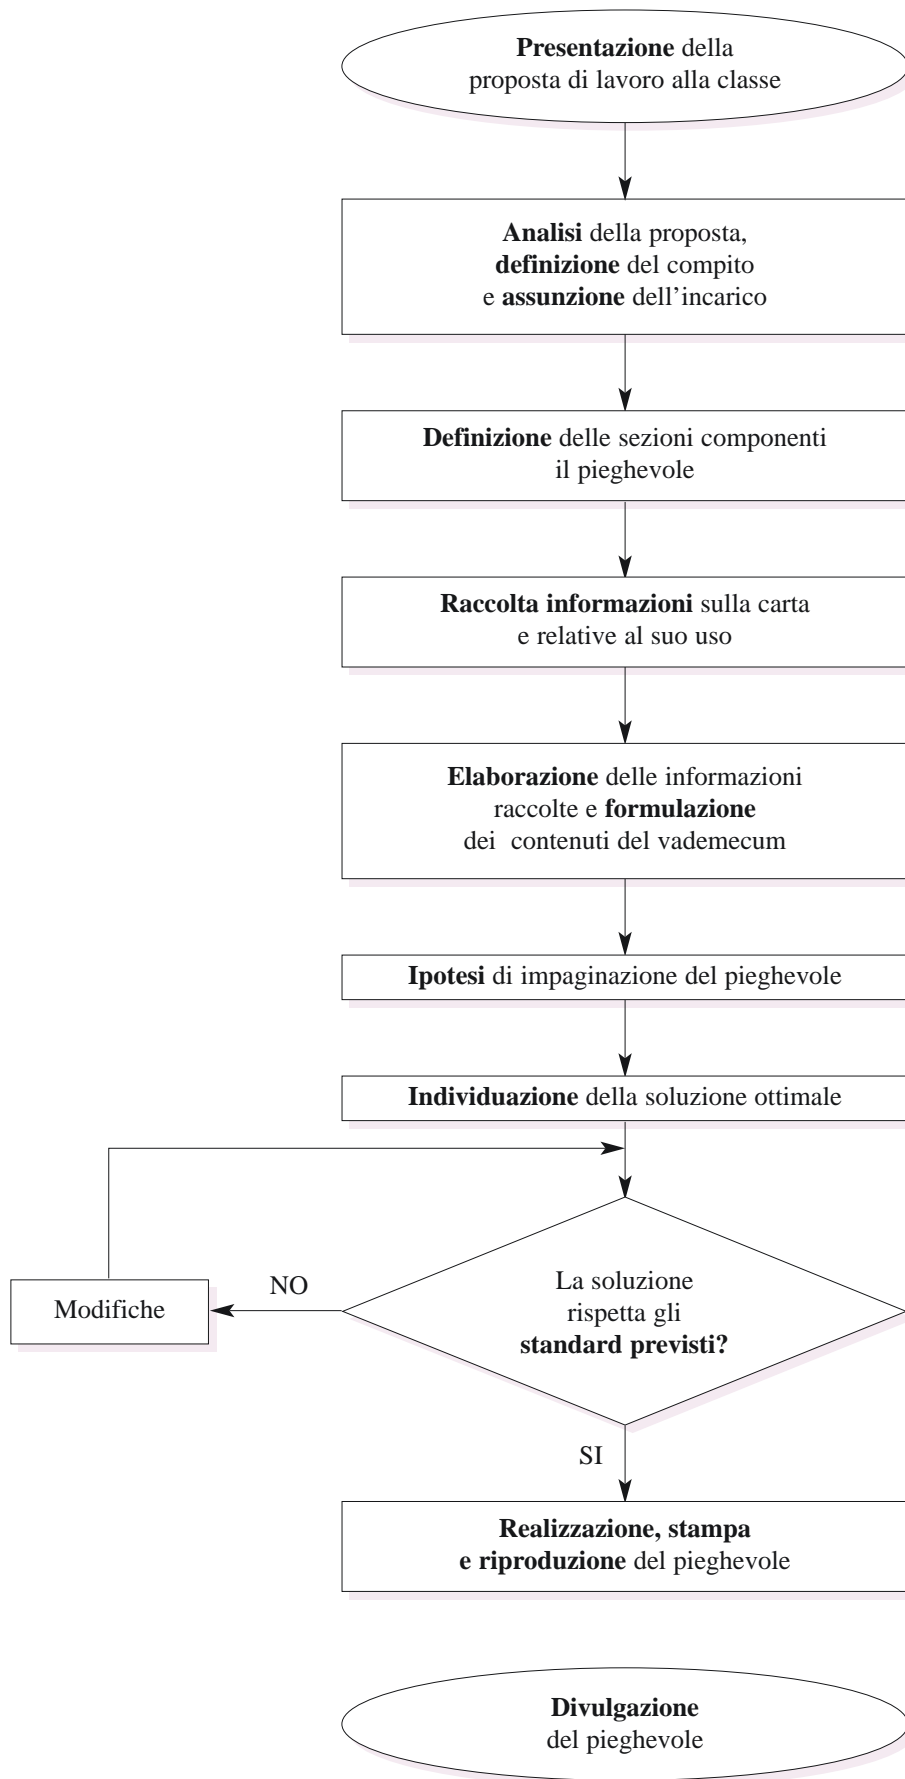 Presentazione della
proposta di lavoro alla classe
Analisi della proposta,
definizione del compito
e assunzione dell'incarico
Definizione delle sezioni componenti
il pieghevole
Raccolta informazioni sulla carta
e relative al suo uso
Elaborazione delle informazioni
raccolte e formulazione
dei contenuti del vademecum
Ipotesi di impaginazione del pieghevole
Individuazione della soluzione ottimale
La soluzione
rispetta gli
standard previsti?
NO
Modifiche
SI
Realizzazione, stampa
e riproduzione del pieghevole
Divulgazione
del pieghevole